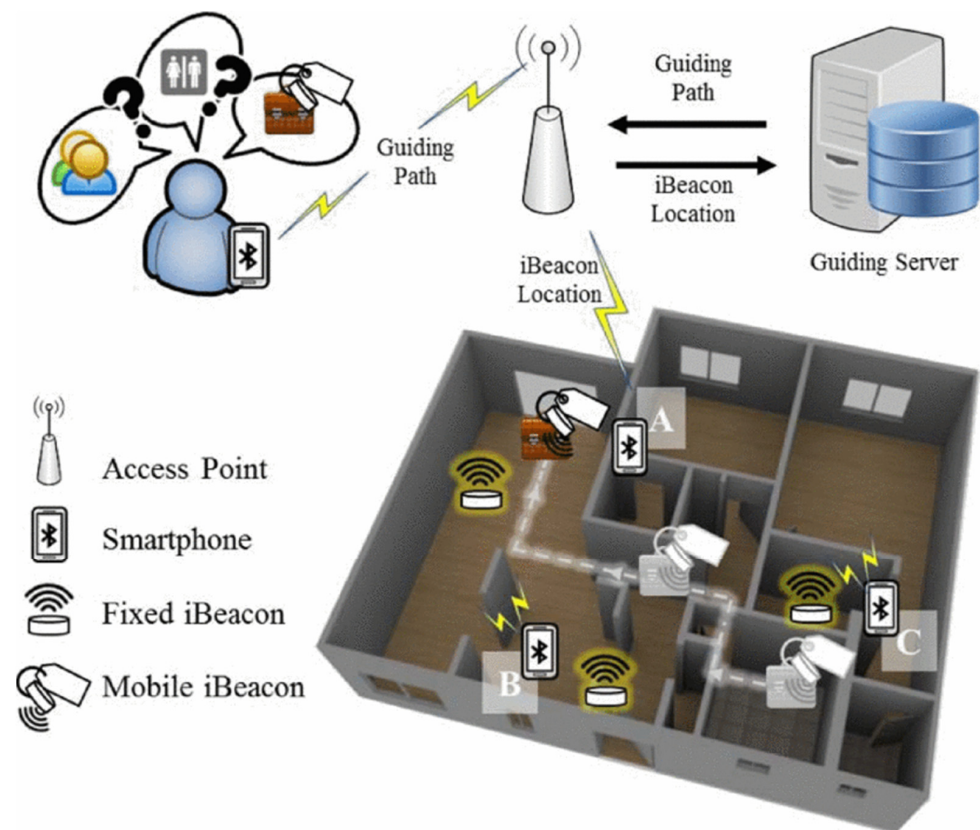 Guiding
Path
Guiding
Path
iBeacon
Location
Guiding Server
iBeacon
Location
A
B
C
Access Point
Smartphone
Fixed iBeacon
Mobile iBeacon